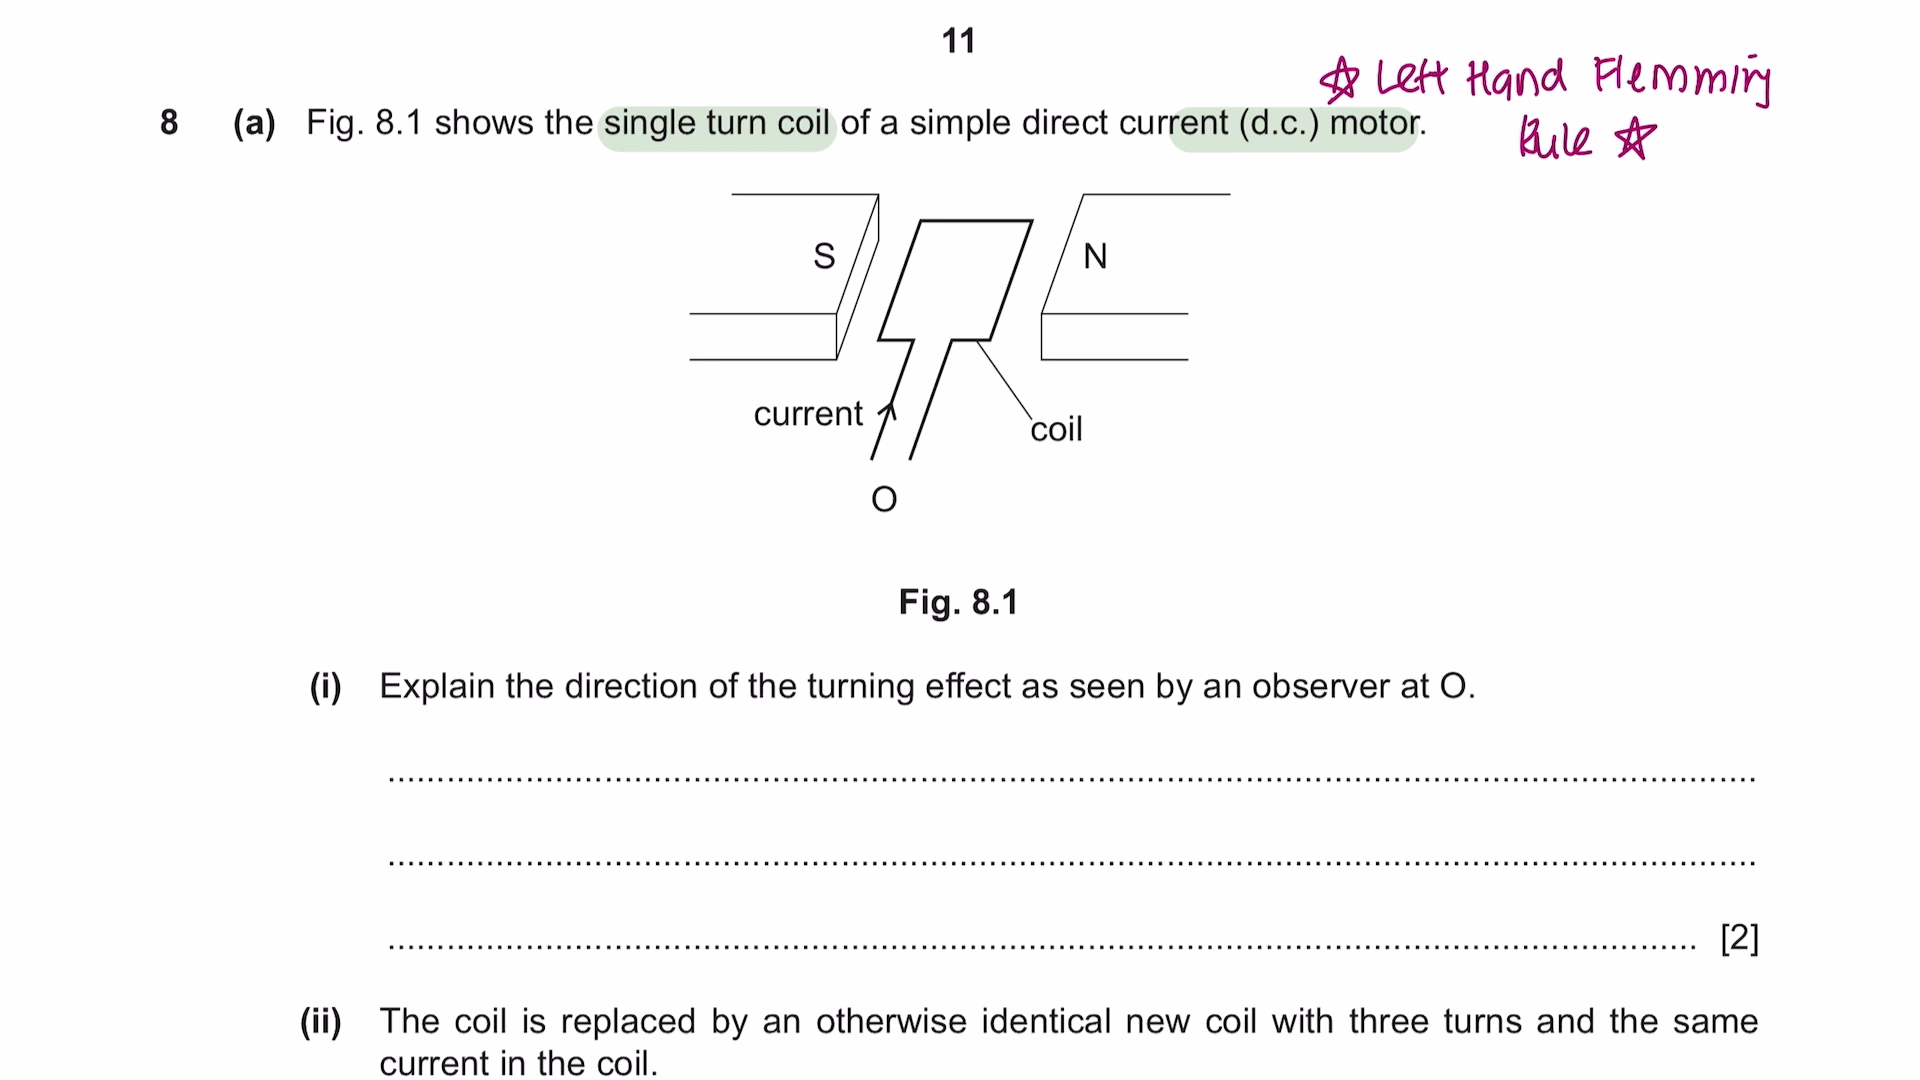 11
☆ Left Hand Flemming
Rule ☆
8 (a) Fig. 8.1 shows the single turn coil of a simple direct current (d.c.) motor.
S N
current
coil
O
Fig. 8.1
(i) Explain the direction of the turning effect as seen by an observer at O.
[2]
(ii) The coil is replaced by an otherwise identical new coil with three turns and the same
current in the coil.